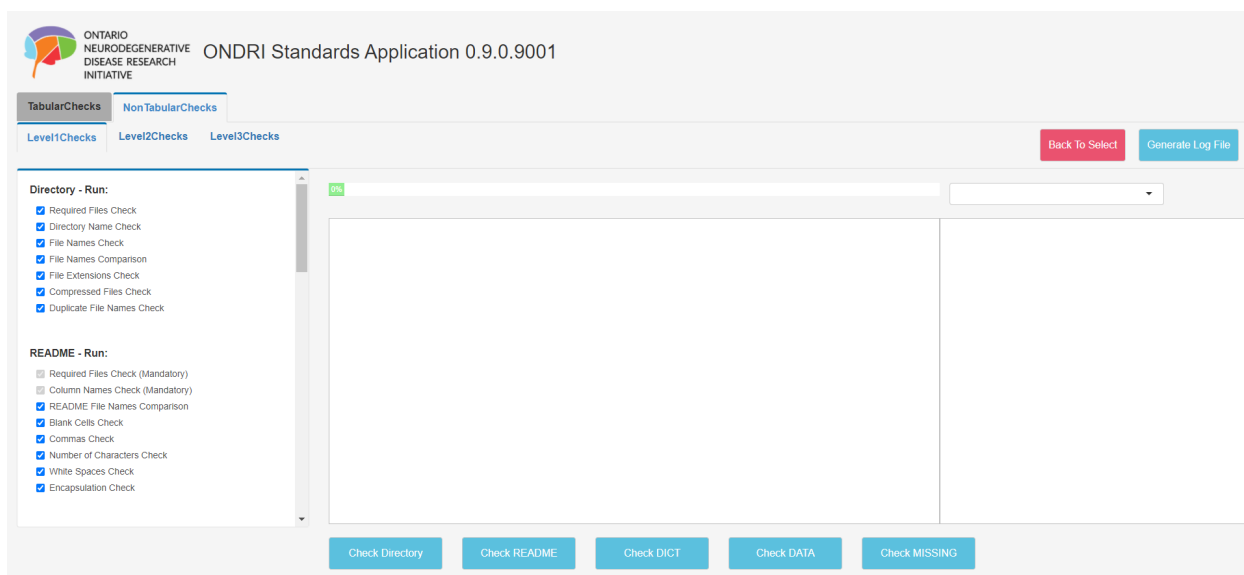 ONTARIO
NEURODEGENERATIVE
DISEASE RESEARCH
INITIATIVE
ONDRI Standards Application 0.9.0.9001
TabularChecks
NonTabularChecks
Level1Checks
Level2Checks
Level3Checks
Back To Select
Generate Log File
Directory - Run:
Required Files Check
Directory Name Check
File Names Check
File Names Comparison
File Extensions Check
Compressed Files Check
Duplicate File Names Check
README - Run:
Required Files Check (Mandatory)
Column Names Check (Mandatory)
README File Names Comparison
Blank Cells Check
Commas Check
Number of Characters Check
White Spaces Check
Encapsulation Check
0%
Check Directory
Check README
Check DICT
Check DATA
Check MISSING